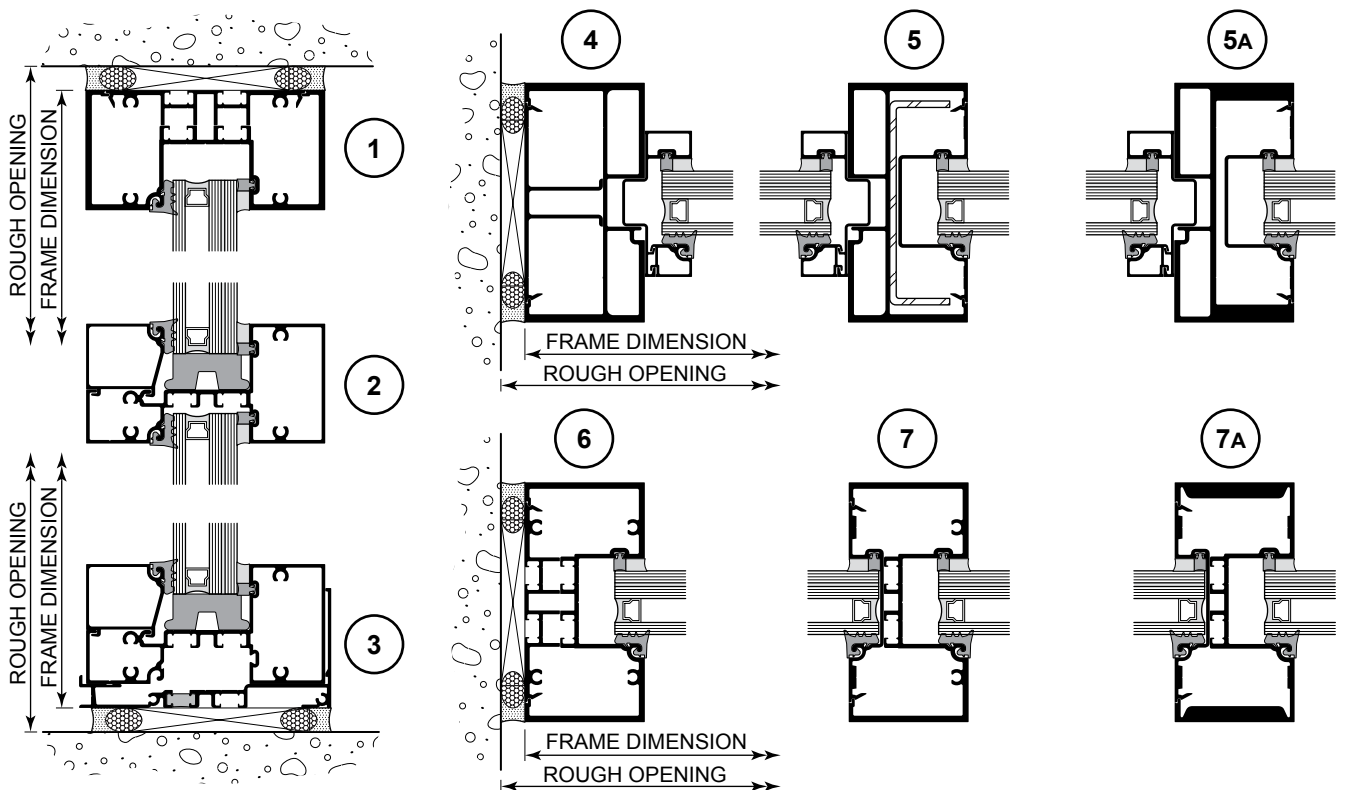 ROUGH OPENING
FRAME DIMENSION
1
2
ROUGH OPENING
FRAME DIMENSION
3
4
5
5A
FRAME DIMENSION
ROUGH OPENING
6
7
7A
FRAME DIMENSION
ROUGH OPENING